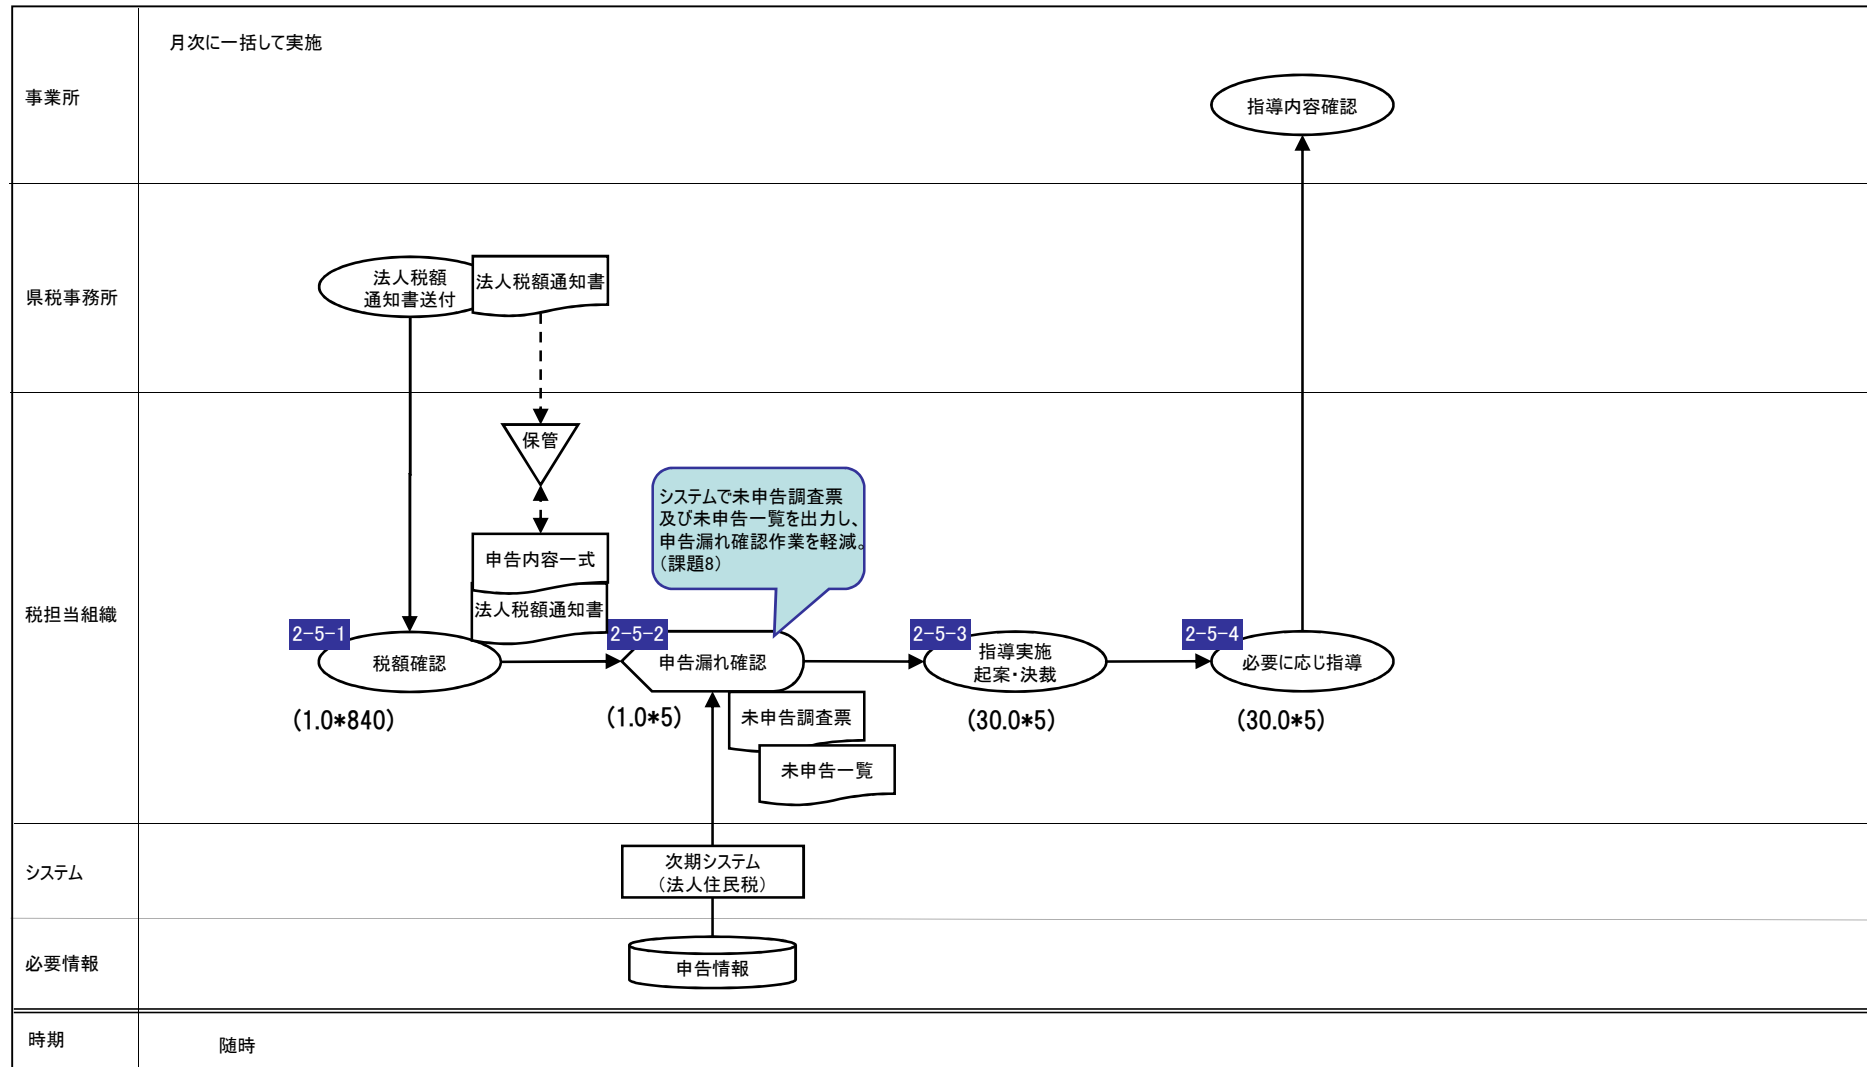 月次に一括して実施
事業所
指導内容確認
県税事務所
法人税額
通知書送付
法人税額通知書
保管
システムで未申告調査票
及び未申告一覧を出力し、
申告漏れ確認作業を軽減。
(課題8)
申告内容一式
法人税額通知書
税担当組織
2-5-1
税額確認
(1.0*840)
2-5-2
申告漏れ確認
(1.0*5)
未申告調査票
未申告一覧
2-5-3
指導実施
起案・決裁
(30.0*5)
2-5-4
必要に応じ指導
(30.0*5)
システム
次期システム
(法人住民税)
必要情報
申告情報
時期
随時